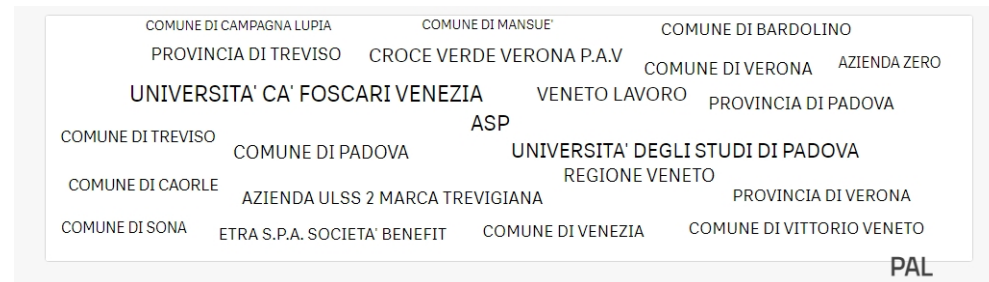 COMUNE DI CAMPAGNA LUPIA
COMUNE DI MANSUE'
COMUNE DI BARDOLINO
PROVINCIA DI TREVISO
CROCE VERDE VERONA P.A.V
COMUNE DI VERONA
AZIENDA ZERO
UNIVERSITA' CA' FOSCARI VENEZIA
VENETO LAVORO
PROVINCIA DI PADOVA
ASP
COMUNE DI TREVISO
COMUNE DI PADOVA
UNIVERSITA' DEGLI STUDI DI PADOVA
REGIONE VENETO
COMUNE DI CAORLE
AZIENDA ULSS 2 MARCA TREVIGIANA
PROVINCIA DI VERONA
COMUNE DI SONA
ETRA S.P.A. SOCIETA' BENEFIT
COMUNE DI VENEZIA
COMUNE DI VITTORIO VENETO
PAL